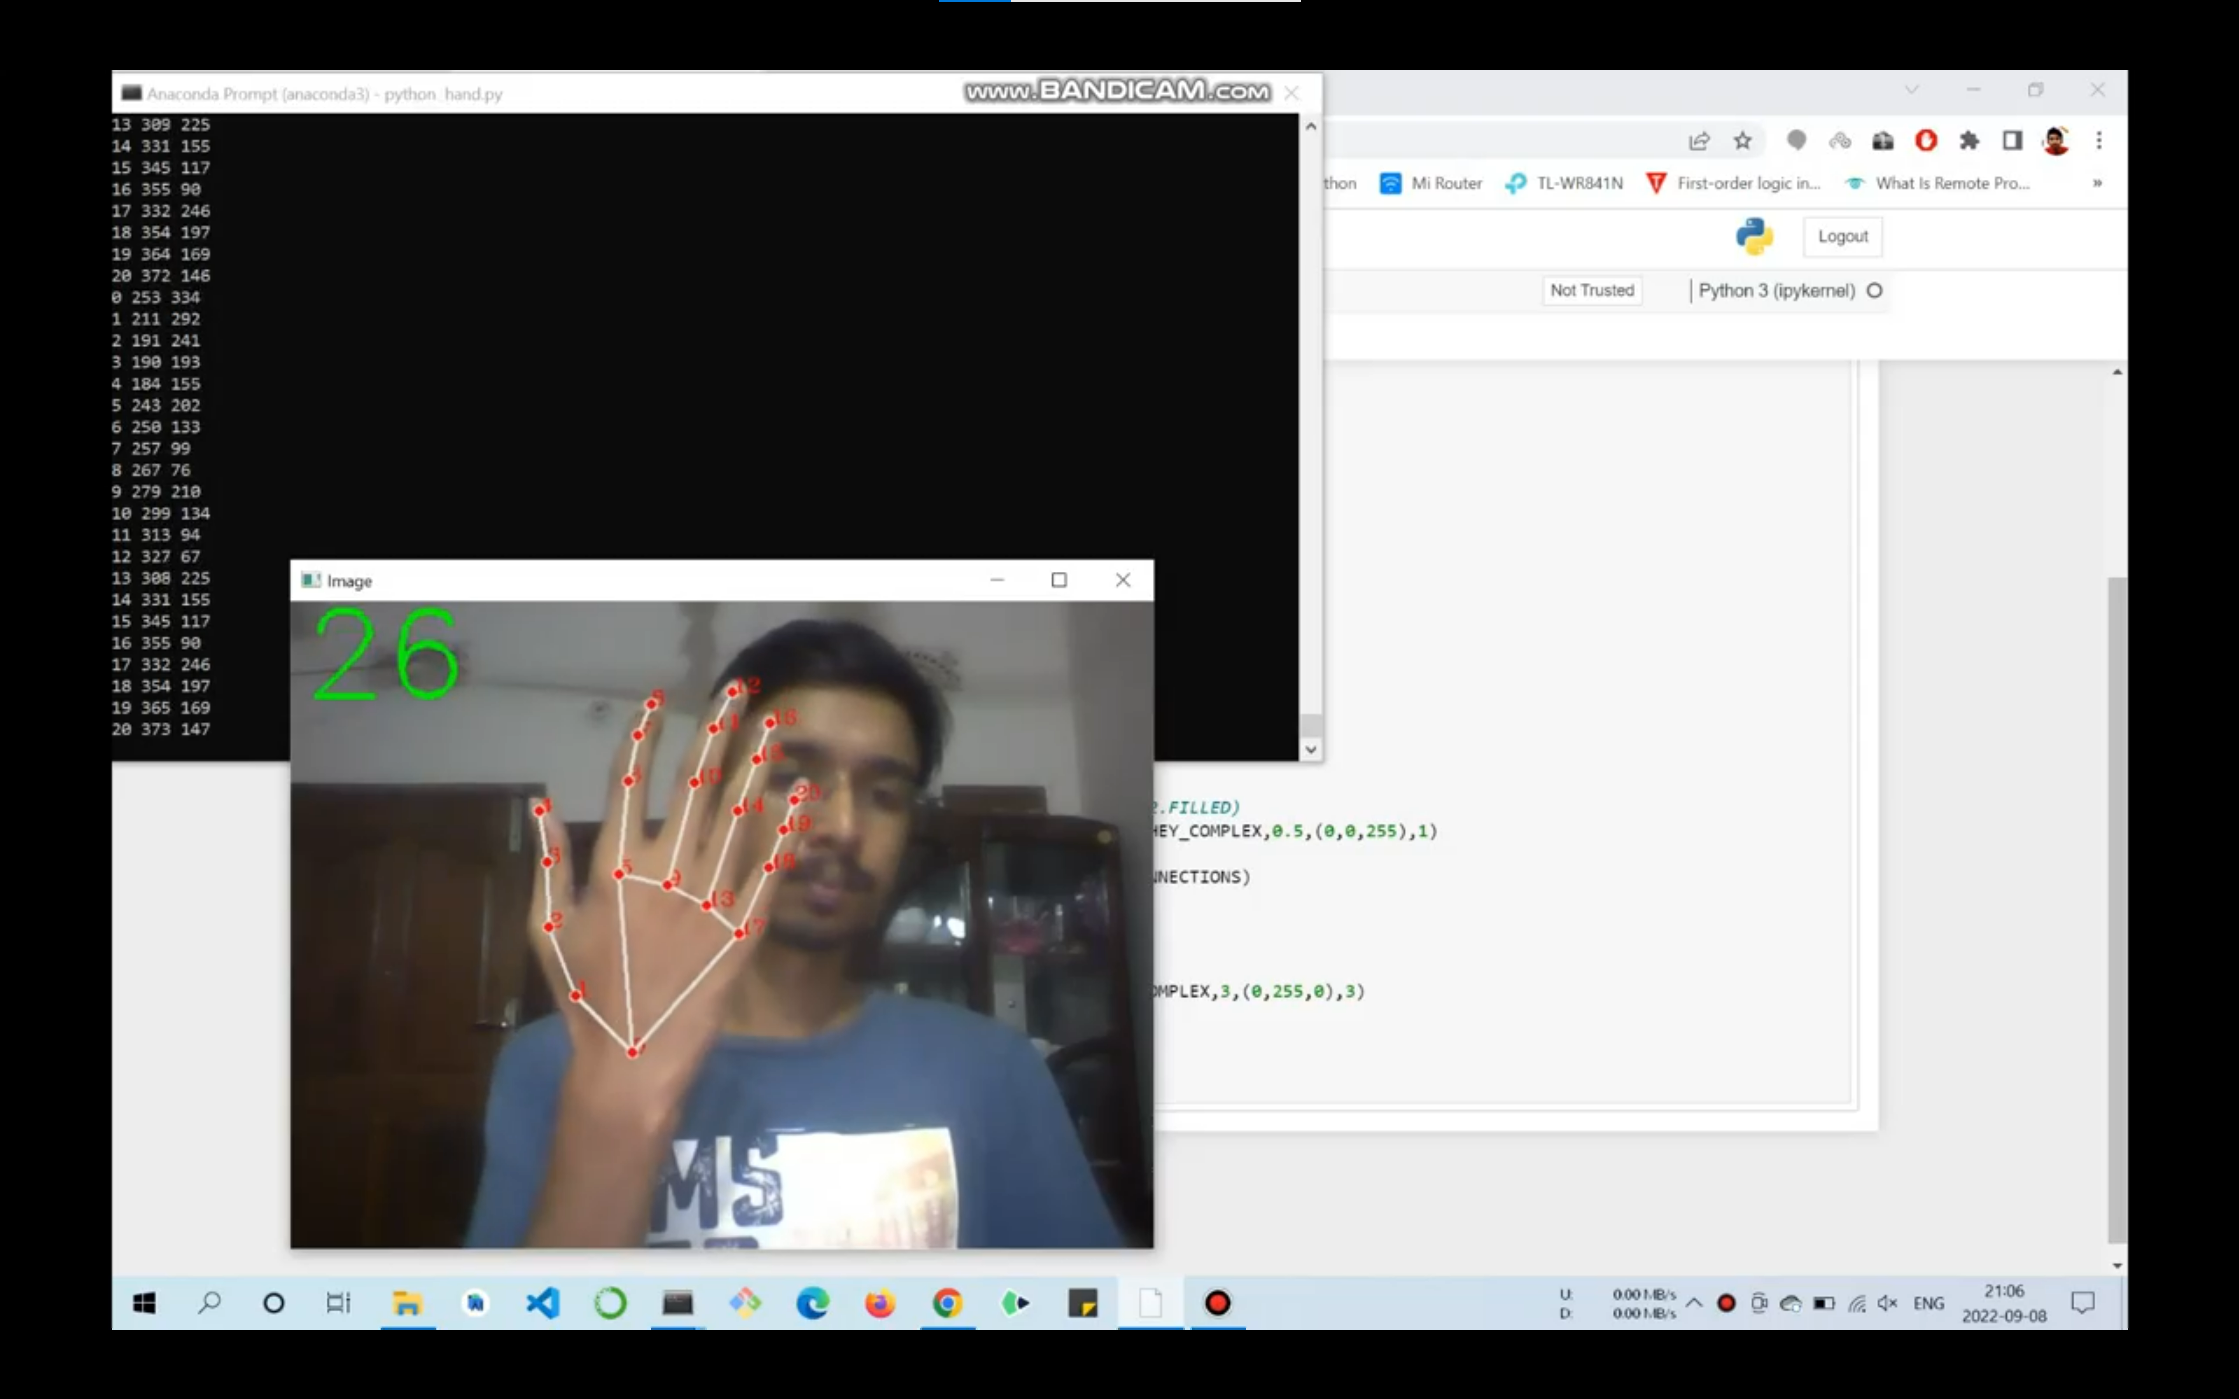 Anaconda Prompt (anaconda3) - python hand.py
www.BANDICAM.com
13 309 225
14 331 155
15 345 117
16 355 90
17 332 246
18 354 197
19 364 169
20 372 146
0 253 334
1 211 292
2 191 241
3 190 193
4 184 155
5 243 202
6 250 133
7 257 99
8 267 76
9 279 210
10 299 134
11 313 94
12 327 67
13 308 225
14 331 155
15 345 117
16 355 90
17 332 246
18 354 197
19 365 169
20 373 147
thon
Mi Router
TL-WR841N
First-order logic in...
What Is Remote Pro...
»
Logout
Not Trusted
Python 3 (ipykernel)
Image
26
8
12
11
16
10
14
20
19
18
4
3
5
9
13
17
2
1
MS
2.FILLED)
HEY_COMPLEX,0.5,(0,0,255),1)
NNECTIONS)
OMPLEX,3,(0,255,0),3)
U: 0.00 MB/s
D: 0.00 MB/s
ENG
21:06
2022-09-08